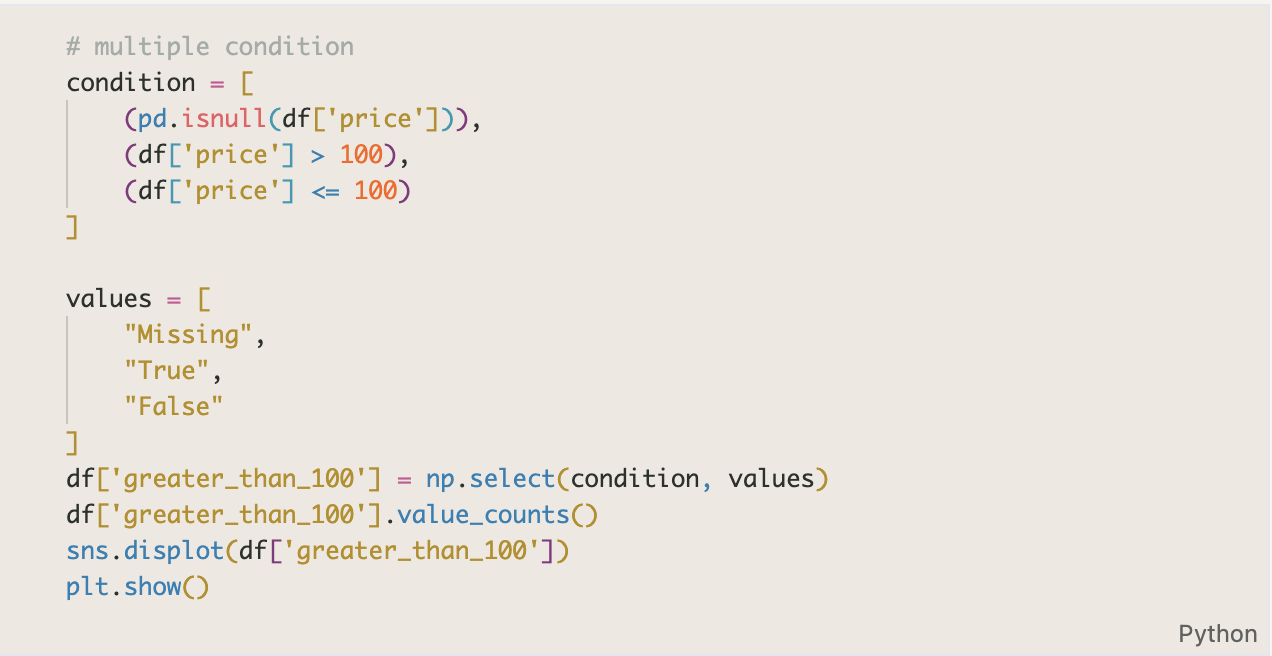 # multiple condition
condition = [
    (pd.isnull(df['price'])),
    (df['price'] > 100),
    (df['price'] <= 100)
]

values = [
    "Missing",
    "True",
    "False"
]
df['greater_than_100'] = np.select(condition, values)
df['greater_than_100'].value_counts()
sns.displot(df['greater_than_100'])
plt.show()
Python